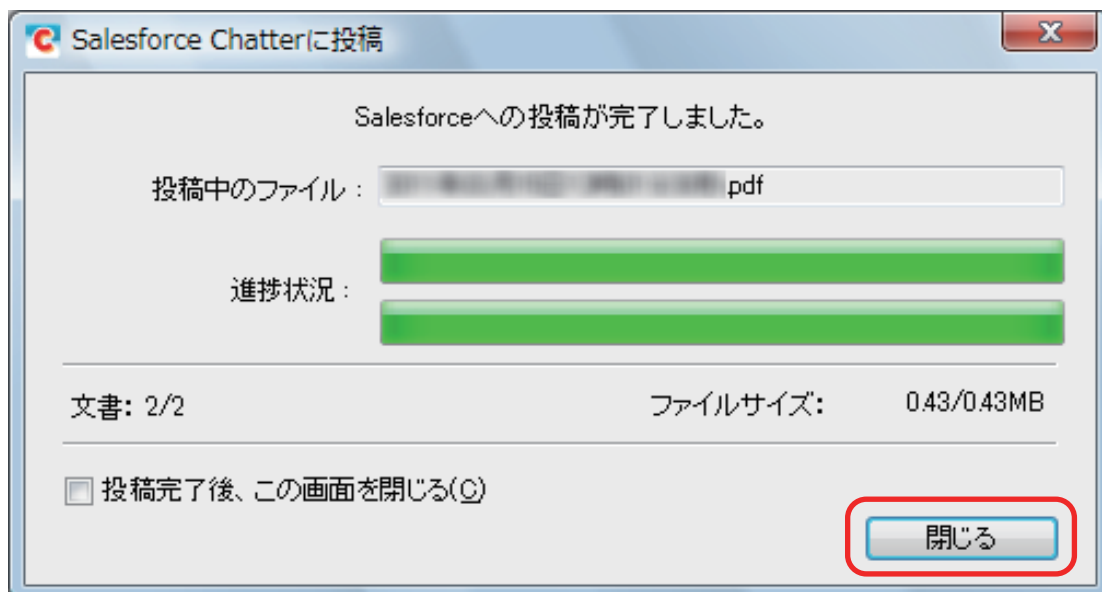 Salesforce Chatterに投稿
Salesforceへの投稿が完了しました。
投稿中のファイル： .pdf
進捗状況：
文書: 2/2 ファイルサイズ: 0.43/0.43MB
投稿完了後、この画面を閉じる(C)
閉じる